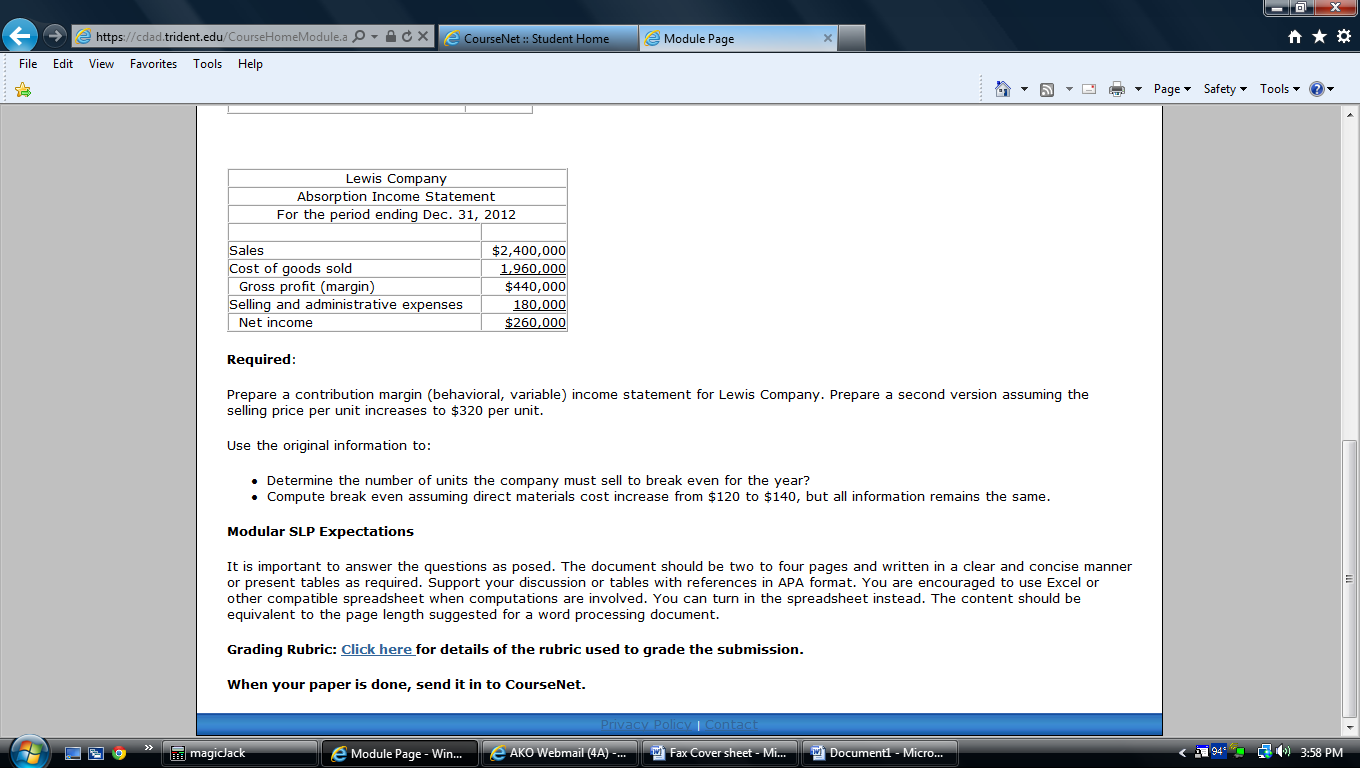 https://cdad.trident.edu/CourseHomeModule.a
CourseNet :: Student Home
Module Page
File Edit View Favorites Tools Help
Page Safety Tools
Lewis Company
Absorption Income Statement
For the period ending Dec. 31, 2012
Sales $2,400,000
Cost of goods sold 1,960,000
Gross profit (margin) $440,000
Selling and administrative expenses 180,000
Net income $260,000
Required:
Prepare a contribution margin (behavioral, variable) income statement for Lewis Company. Prepare a second version assuming the
selling price per unit increases to $320 per unit.
Use the original information to:
• Determine the number of units the company must sell to break even for the year?
• Compute break even assuming direct materials cost increase from $120 to $140, but all information remains the same.
Modular SLP Expectations
It is important to answer the questions as posed. The document should be two to four pages and written in a clear and concise manner
or present tables as required. Support your discussion or tables with references in APA format. You are encouraged to use Excel or
other compatible spreadsheet when computations are involved. You can turn in the spreadsheet instead. The content should be
equivalent to the page length suggested for a word processing document.
Grading Rubric: Click here for details of the rubric used to grade the submission.
When your paper is done, send it in to CourseNet.
Privacy Policy | Contact
magicJack
Module Page - Win...
AKO Webmail (4A) -...
Fax Cover sheet - Mi...
Document1 - Micro...
94°
3:58 PM